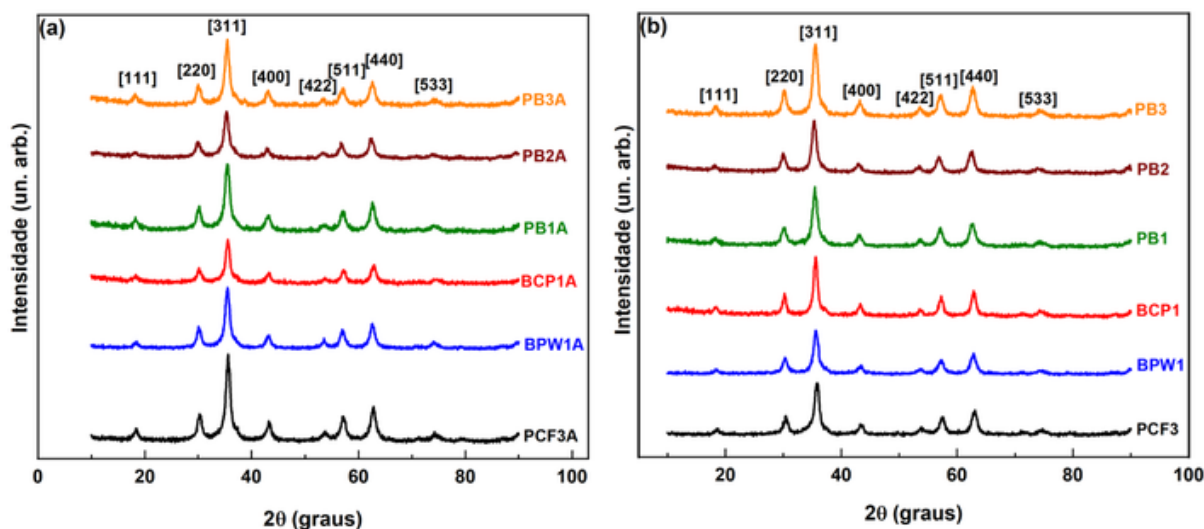 (a)
[311]
[111]
[220]
[400]
[422]
[511]
[440]
[533]
PB3A
PB2A
PB1A
BCP1A
BPW1A
PCF3A
Intensidade (un. arb.)
0 20 40 60 80 100
2θ (graus)
(b)
[311]
[111]
[220]
[400]
[422]
[511]
[440]
[533]
PB3
PB2
PB1
BCP1
BPW1
PCF3
Intensidade (un. arb.)
20 40 60 80 100
2θ (graus)